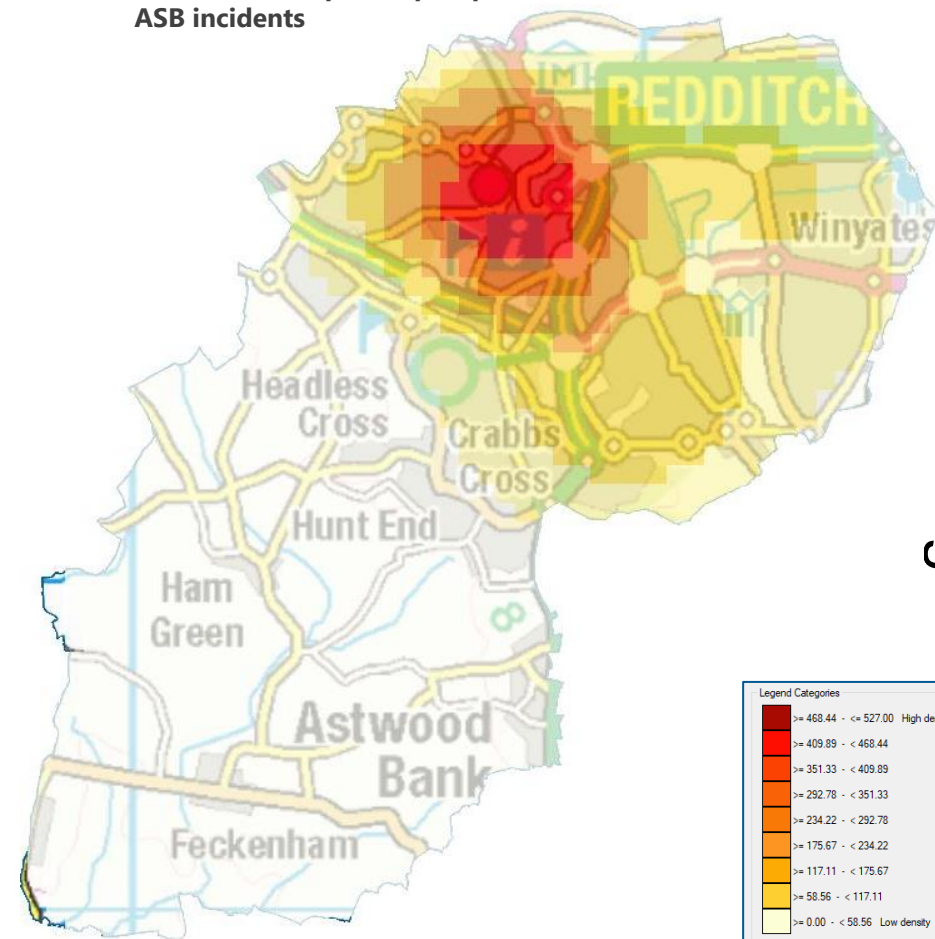 ASB incidents
M
REDDITCH
Winyates
i
Headless
Cross
Crabbs
Cross
Hunt End
Ham
Green
8
Astwood
Bank
Feckenham
Legend Categories
>= 468.44 - <= 527.00 High de
>= 409.89 - < 468.44
>= 351.33 - < 409.89
>= 292.78 - < 351.33
>= 234.22 - < 292.78
>= 175.67 - < 234.22
>= 117.11 - < 175.67
>= 58.56 - < 117.11
>= 0.00 - < 58.56 Low density